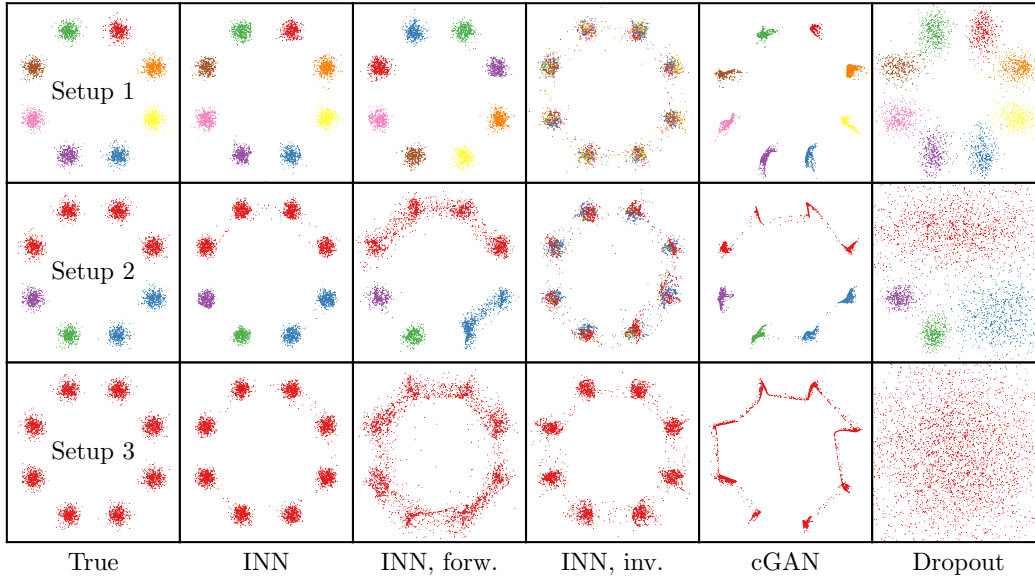 Setup 1
Setup 2
Setup 3
True INN INN, forw. INN, inv. cGAN Dropout